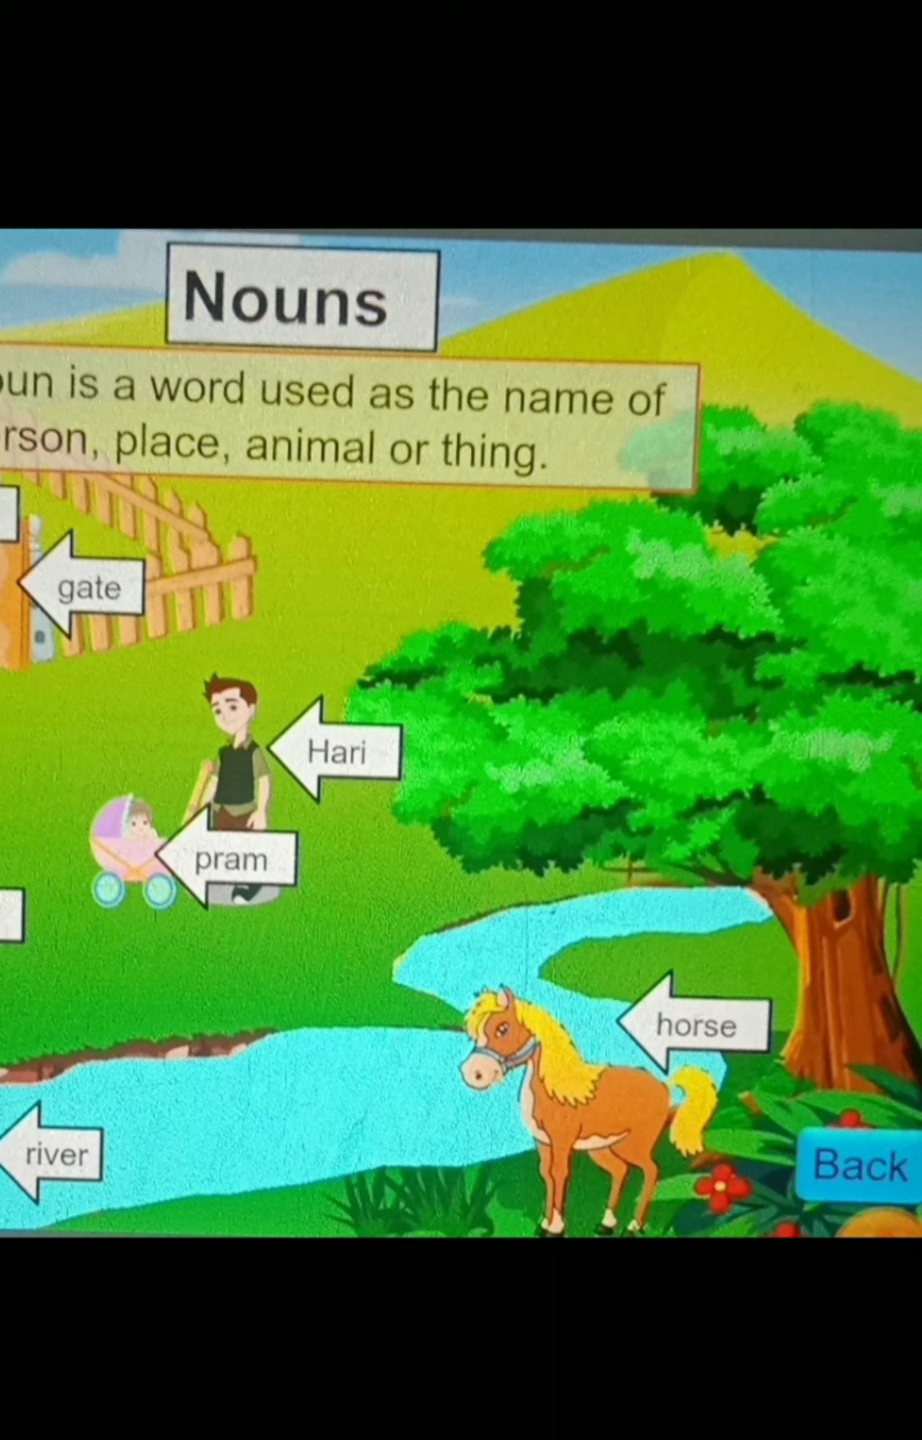 Nouns
oun is a word used as the name of
rson, place, animal or thing.
gate
Hari
pram
horse
river
Back